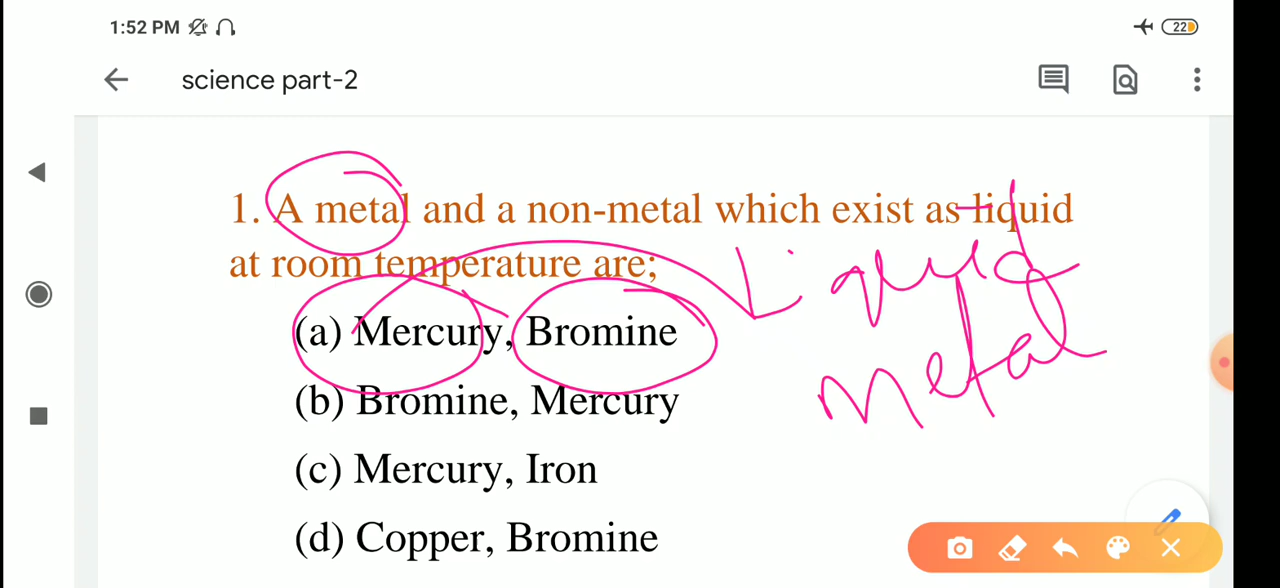 1:52 PM 22
science part-2
1. A metal and a non-metal which exist as liquid
at room temperature are;
(a) Mercury, Bromine
(b) Bromine, Mercury
(c) Mercury, Iron
(d) Copper, Bromine
Liquid
metal